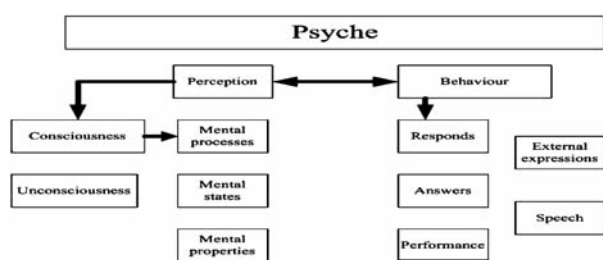 Psyche
Perception
Behaviour
Consciousness
Mental
processes
Responds
External
expressions
Unconsciousness
Mental
states
Answers
Speech
Mental
properties
Performance